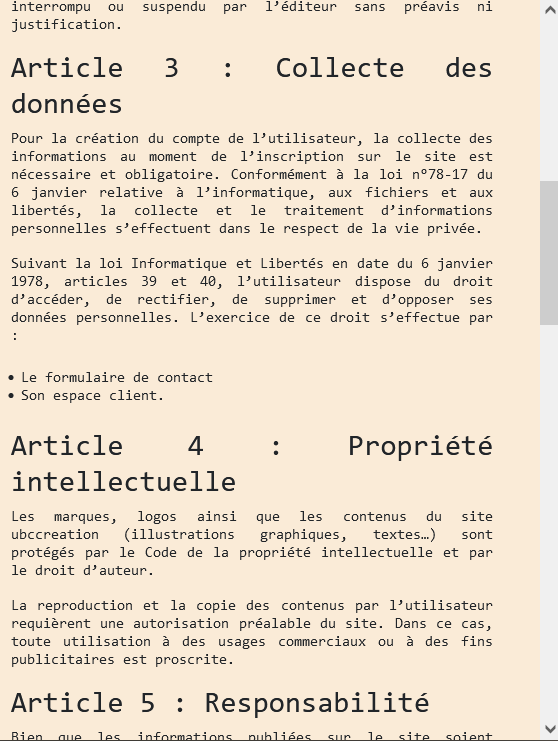 interrompu ou suspendu par l’éditeur sans préavis ni
justification.
Article 3 : Collecte des
données
Pour la création du compte de l’utilisateur, la collecte des
informations au moment de l’inscription sur le site est
nécessaire et obligatoire. Conformément à la loi n°78-17 du
6 janvier relative à l’informatique, aux fichiers et aux
libertés, la collecte et le traitement d’informations
personnelles s’effectuent dans le respect de la vie privée.
Suivant la loi Informatique et Libertés en date du 6 janvier
1978, articles 39 et 40, l’utilisateur dispose du droit
d’accéder, de rectifier, de supprimer et d’opposer ses
données personnelles. L’exercice de ce droit s’effectue par
:
• Le formulaire de contact
• Son espace client.
Article 4 : Propriété
intellectuelle
Les marques, logos ainsi que les contenus du site
ubccreation (illustrations graphiques, textes…) sont
protégés par le Code de la propriété intellectuelle et par
le droit d’auteur.
La reproduction et la copie des contenus par l’utilisateur
requièrent une autorisation préalable du site. Dans ce cas,
toute utilisation à des usages commerciaux ou à des fins
publicitaires est proscrite.
Article 5 : Responsabilité
Bien que les informations publiées sur le site soient